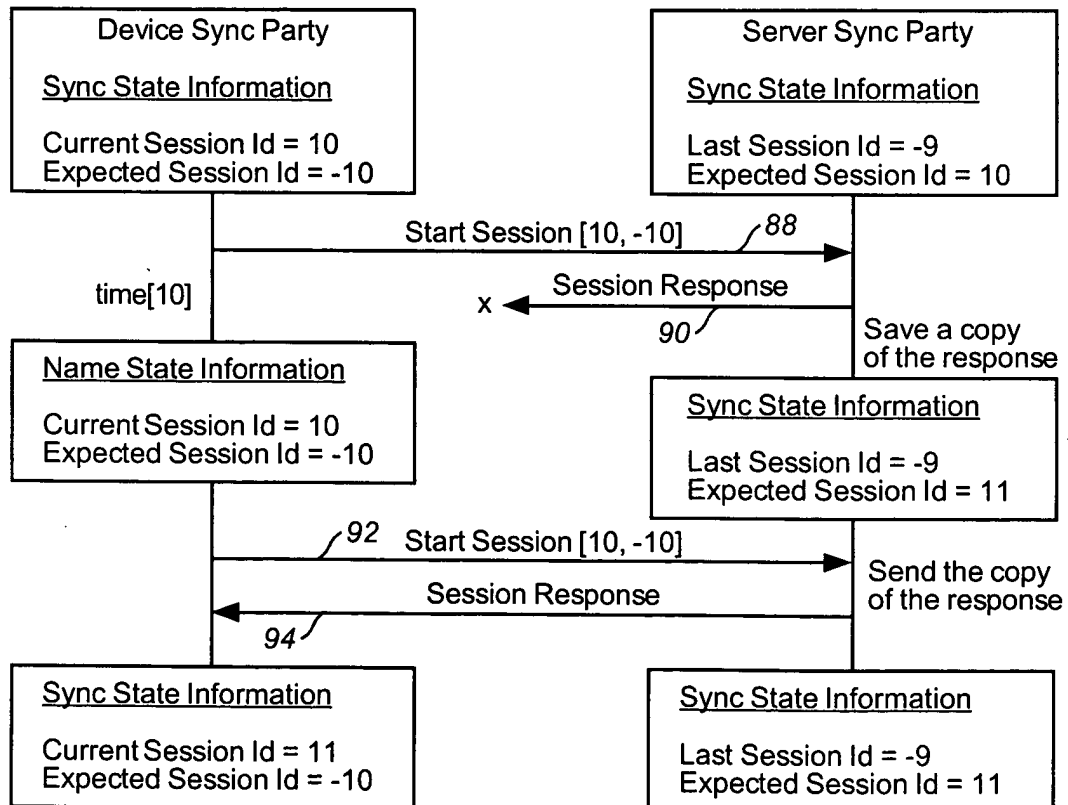 Device Sync Party
Sync State Information
Current Session Id = 10
Expected Session Id = -10
Server Sync Party
Sync State Information
Last Session Id = -9
Expected Session Id = 10
Start Session [10, -10]
88
time[10]
x
Session Response
90
Save a copy
of the response
Name State Information
Current Session Id = 10
Expected Session Id = -10
Sync State Information
Last Session Id = -9
Expected Session Id = 11
92
Start Session [10, -10]
Send the copy
of the response
Session Response
94
Sync State Information
Current Session Id = 11
Expected Session Id = -10
Sync State Information
Last Session Id = -9
Expected Session Id = 11